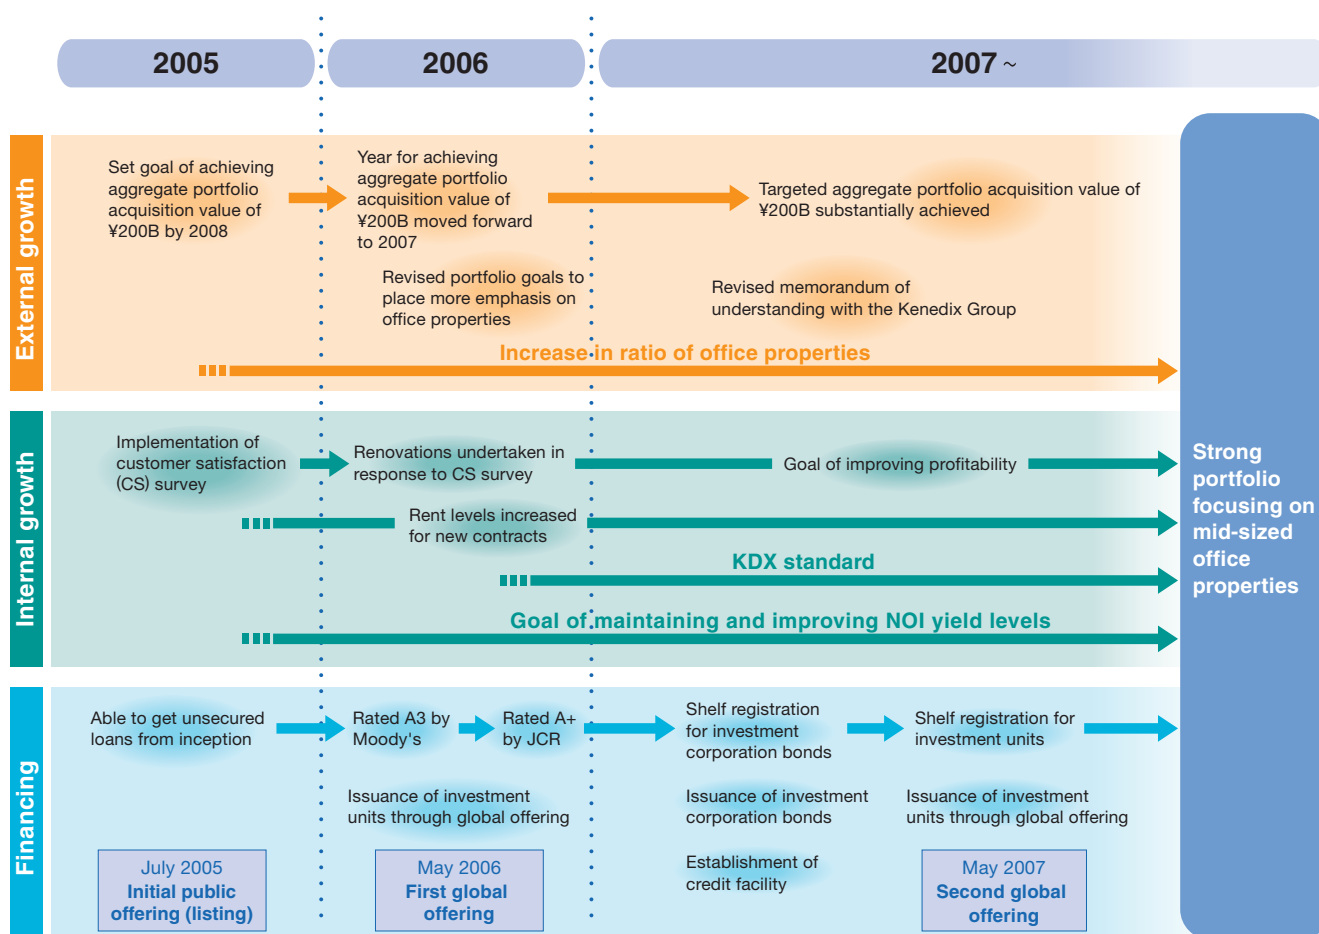 2005
2006
2007 ~
External growth
Set goal of achieving
aggregate portfolio
acquisition value of
¥200B by 2008
Year for achieving
aggregate portfolio
acquisition value of
¥200B moved forward
to 2007
Targeted aggregate portfolio acquisition value of
¥200B substantially achieved
Revised portfolio goals to
place more emphasis on
office properties
Revised memorandum of
understanding with the Kenedix Group
Increase in ratio of office properties
Internal growth
Implementation of
customer satisfaction
(CS) survey
Renovations undertaken in
response to CS survey
Goal of improving profitability
Rent levels increased
for new contracts
KDX standard
Goal of maintaining and improving NOI yield levels
Strong
portfolio
focusing on
mid-sized
office
properties
Financing
Able to get unsecured
loans from inception
Rated A3 by
Moody's
Rated A+
by JCR
Shelf registration
for investment
corporation bonds
Shelf registration for
investment units
Issuance of investment
units through global offering
Issuance of investment
corporation bonds
Issuance of investment
units through global offering
Establishment of
credit facility
July 2005
Initial public
offering (listing)
May 2006
First global
offering
May 2007
Second global
offering